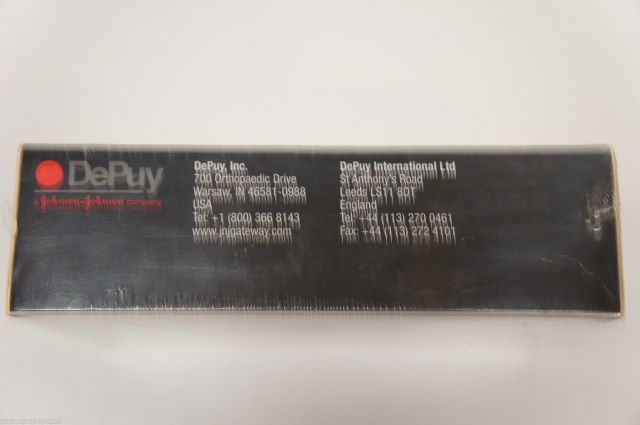 DePuy
a Johnson-Johnson company
DePuy, Inc.
700 Orthopaedic Drive
Warsaw, IN 46581-0988
USA
Tel: +1 (800) 366 8143
www.jnjgateway.com
DePuy International Ltd
St Anthony's Road
Leeds LS11 8DT
England
Tel: +44 (113) 270 0461
Fax: +44 (113) 272 4101